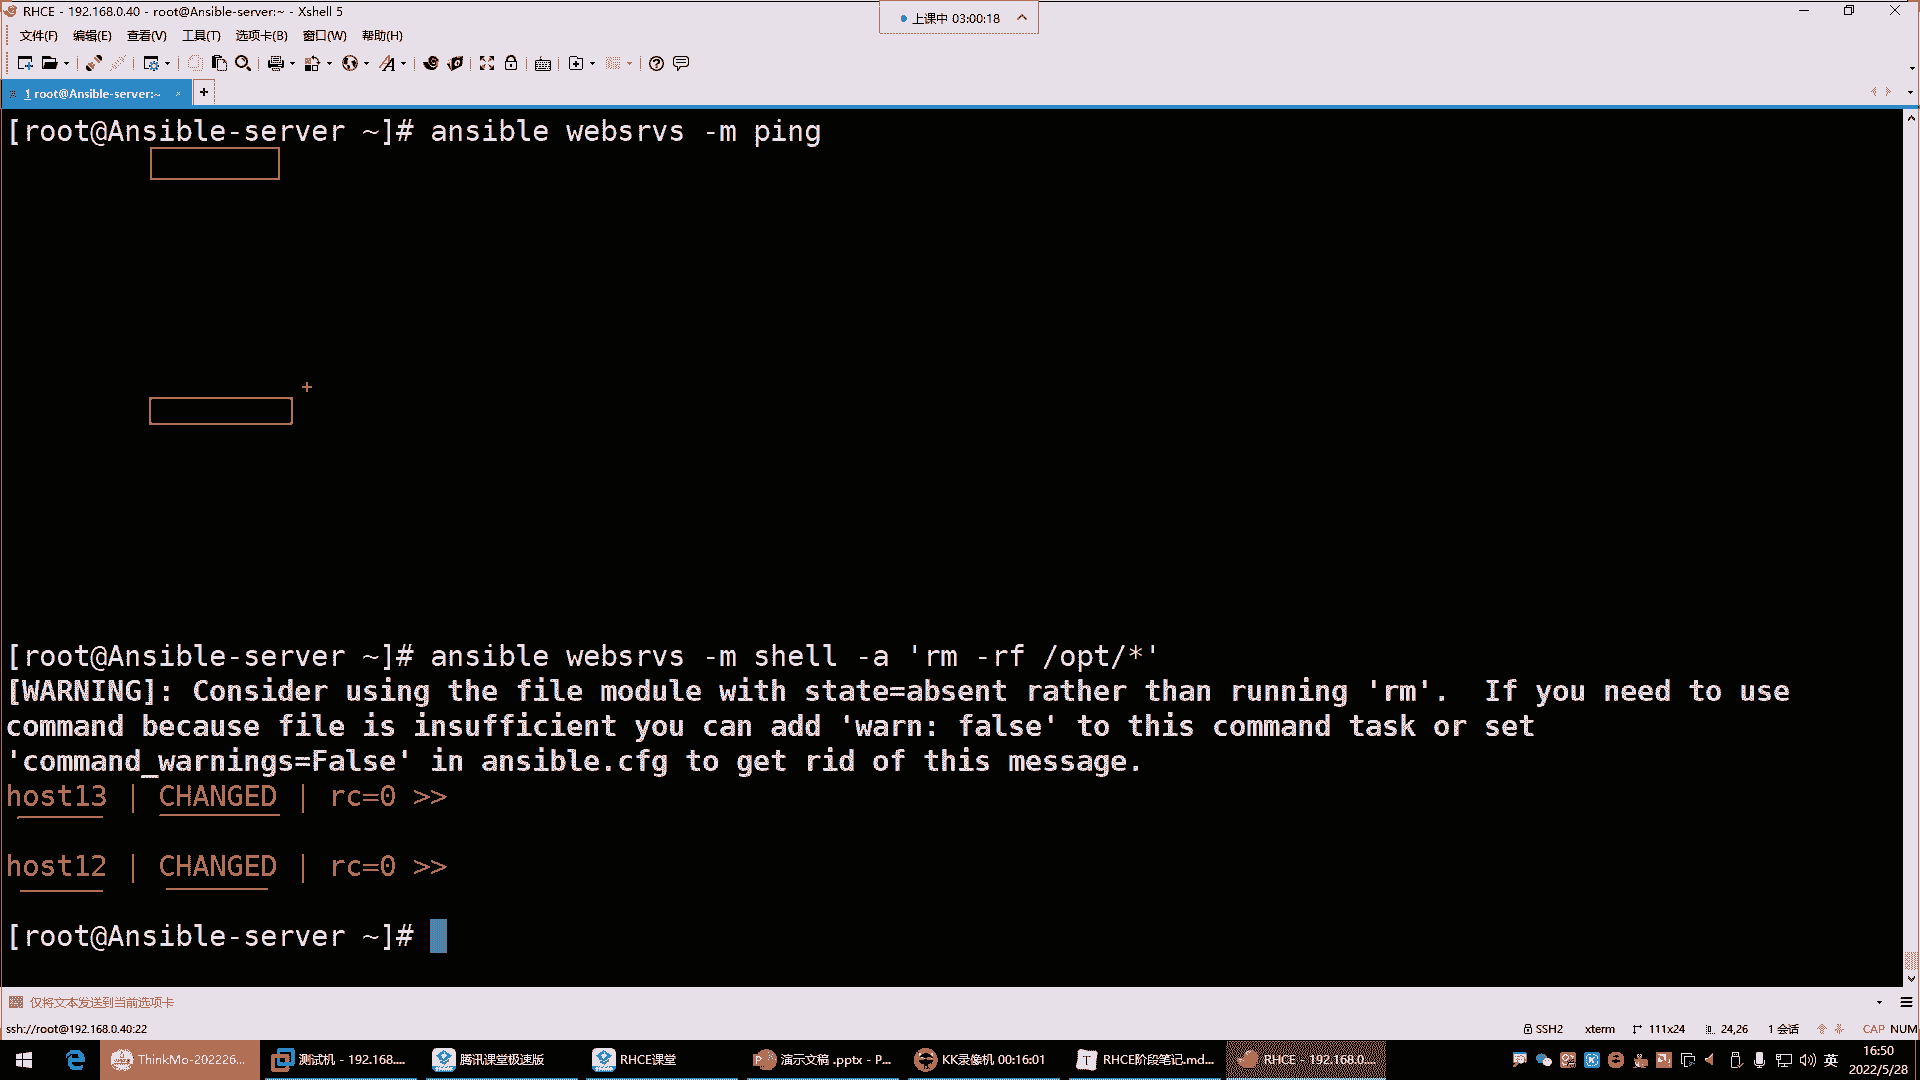 RHCE - 192.168.0.40 - root@Ansible-server:~ - Xshell 5
上课中 03:00:18
文件(F) 编辑(E) 查看(V) 工具(T) 选项卡(B) 窗口(W) 帮助(H)
1 root@Ansible-server:~
[root@Ansible-server ~]# ansible websrvs -m ping
[root@Ansible-server ~]# ansible websrvs -m shell -a 'rm -rf /opt/*'
[WARNING]: Consider using the file module with state=absent rather than running 'rm'.  If you need to use
command because file is insufficient you can add 'warn: false' to this command task or set
'command_warnings=False' in ansible.cfg to get rid of this message.
host13 | CHANGED | rc=0 >>
host12 | CHANGED | rc=0 >>
[root@Ansible-server ~]#
仅将文本发送到当前选项卡
ssh://root@192.168.0.40:22 SSH2 xterm 111x24 24,26 1 会话 CAP NUM
ThinkMo-202226... 测试机 - 192.168.... 腾讯课堂极速版 RHCE课堂 演示文稿 .pptx - P... KK录像机 00:16:01 RHCE阶段笔记.md... RHCE - 192.168.0.... 英 16:50
2022/5/28